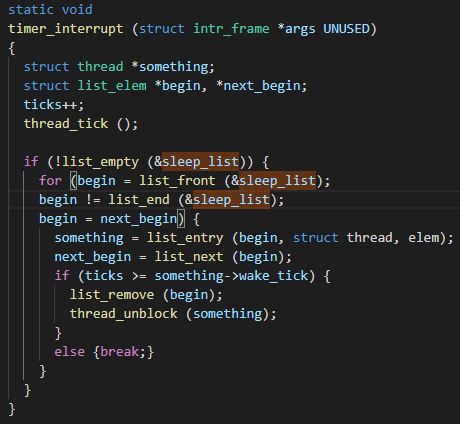 static void
timer_interrupt (struct intr_frame *args UNUSED)
{
  struct thread *something;
  struct list_elem *begin, *next_begin;
  ticks++;
  thread_tick ();
  if (!list_empty (&sleep_list)) {
    for (begin = list_front (&sleep_list);
    begin != list_end (&sleep_list);
    begin = next_begin) {
      something = list_entry (begin, struct thread, elem);
      next_begin = list_next (begin);
      if (ticks >= something->wake_tick) {
        list_remove (begin);
        thread_unblock (something);
      }
      else {break;}
    }
  }
}